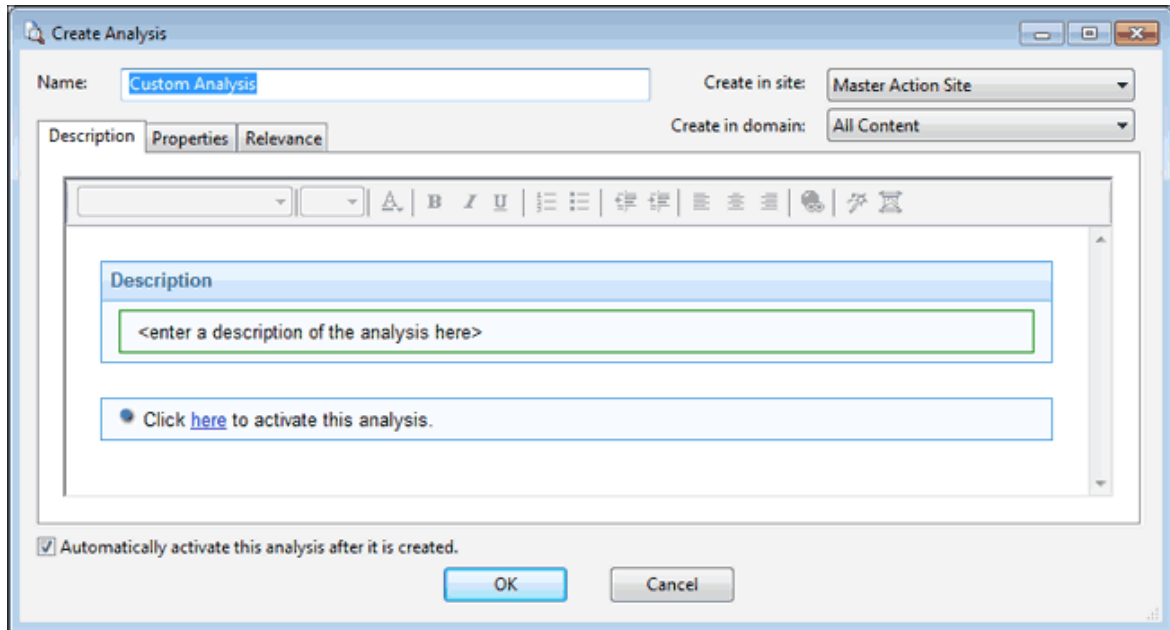 Create Analysis
Name: Custom Analysis Create in site: Master Action Site
Create in domain: All Content
Description Properties Relevance
A B I U
Description
<enter a description of the analysis here>
Click here to activate this analysis.
Automatically activate this analysis after it is created.
OK Cancel